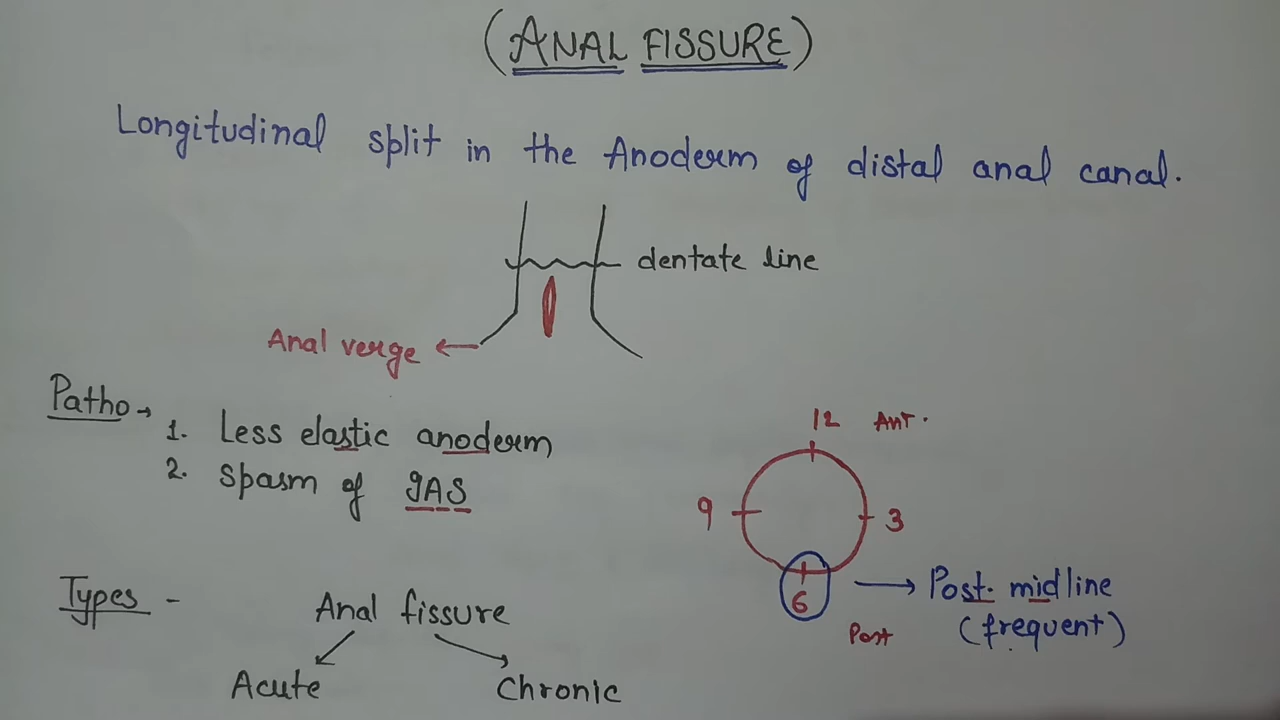 (ANAL FISSURE)
Longitudinal split in the Anoderm of distal anal canal.
dentate line
Anal verge ←
Patho →
1. Less elastic anoderm
2. Spasm of IAS
12 Ant.
9
3
6
Post
→ Post. midline
(frequent)
Types -
Anal fissure
Acute
Chronic